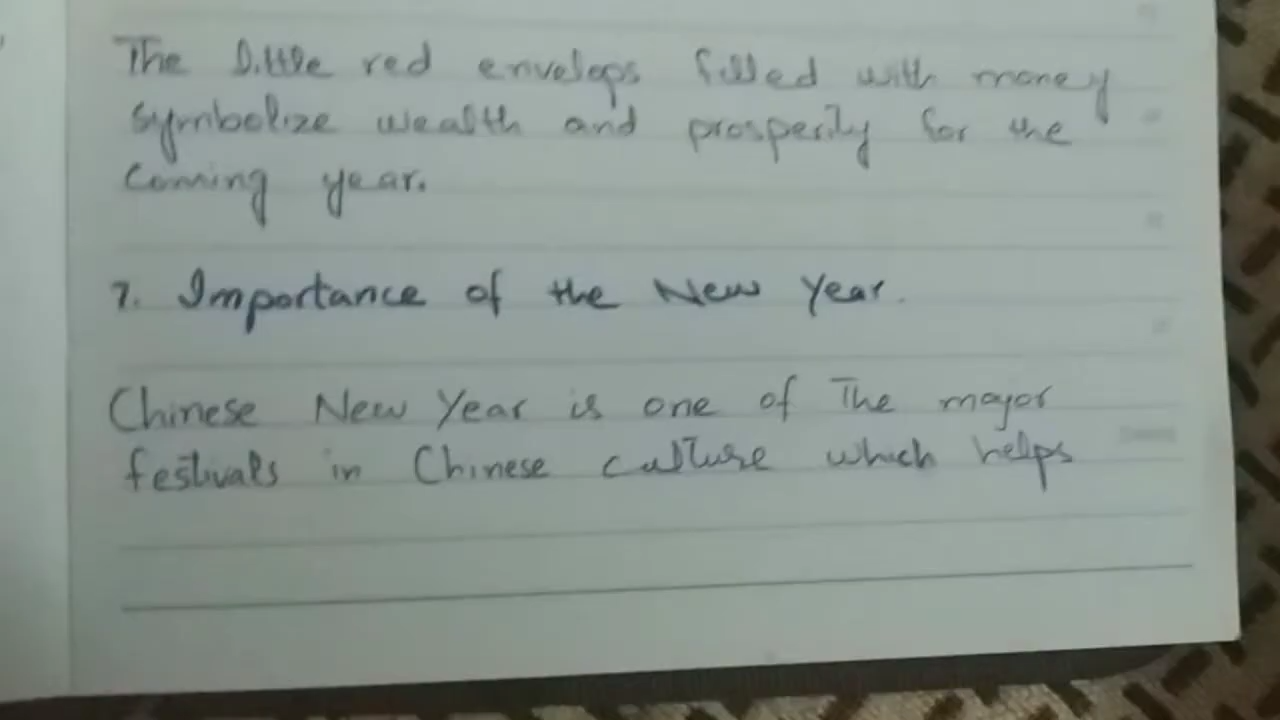 The little red envelops filled with money
symbolize wealth and prosperity for the
coming year.
7. Importance of the New Year.
Chinese New Year is one of The major
festivals in Chinese culture which helps